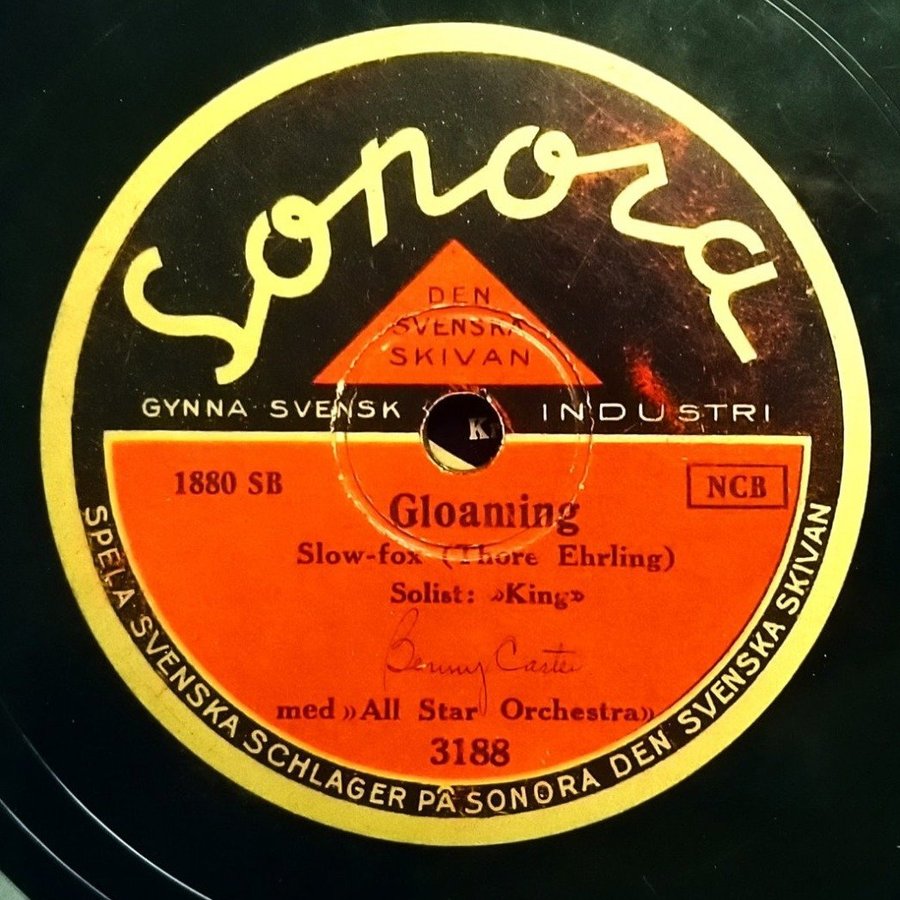 Sonora
DEN
SVENSKA
SKIVAN
GYNNA SVENSK INDUSTRI
1880 SB
NCB
Gloaming
Slow-fox (Thore Ehrling)
Solist: »King»
Benny Carter
med »All Star Orchestra»
3188
SPELA SVENSKA SCHLAGER PÅ SONORA DEN SVENSKA SKIVAN